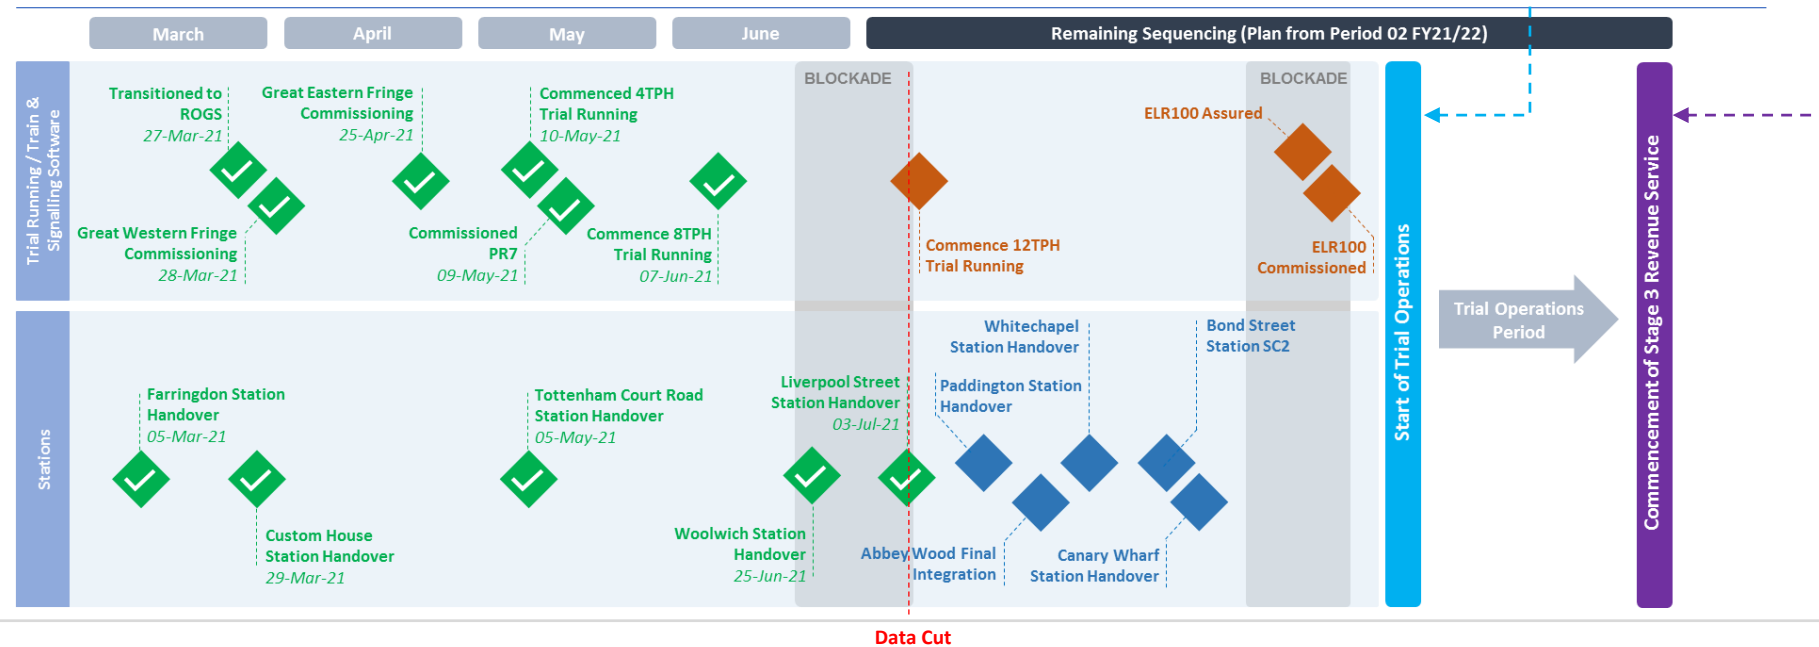 March
April
May
June
Remaining Sequencing (Plan from Period 02 FY21/22)
Trial Running / Train &
Signalling Software
BLOCKADE
BLOCKADE
Transitioned to
ROGS
27-Mar-21
Great Eastern Fringe
Commissioning
25-Apr-21
Commenced 4TPH
Trial Running
10-May-21
ELR100 Assured
Great Western Fringe
Commissioning
28-Mar-21
Commissioned
PR7
09-May-21
Commence 8TPH
Trial Running
07-Jun-21
Commence 12TPH
Trial Running
ELR100
Commissioned
Stations
Farringdon Station
Handover
05-Mar-21
Custom House
Station Handover
29-Mar-21
Tottenham Court Road
Station Handover
05-May-21
Liverpool Street
Station Handover
03-Jul-21
Woolwich Station
Handover
25-Jun-21
Whitechapel
Station Handover
Paddington Station
Handover
Bond Street
Station SC2
Abbey Wood Final
Integration
Canary Wharf
Station Handover
Start of Trial Operations
Trial Operations
Period
Commencement of Stage 3 Revenue Service
Data Cut